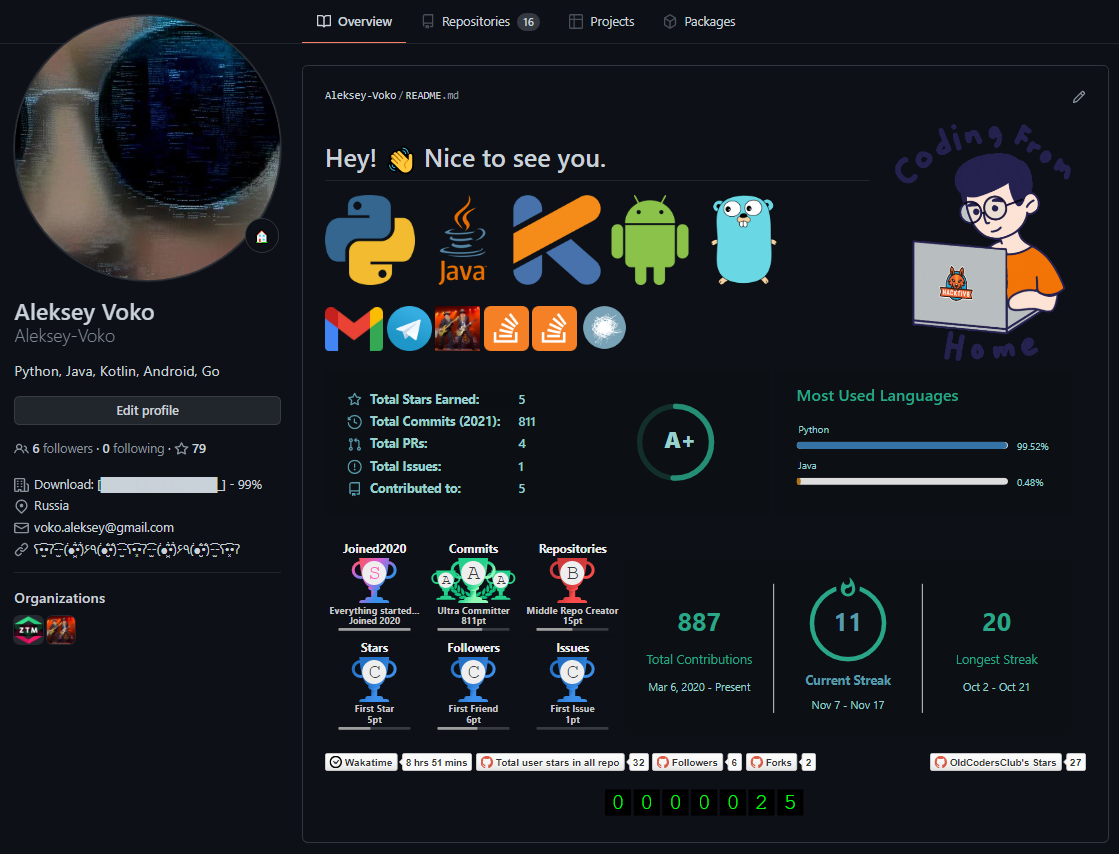 Overview
Repositories 16
Projects
Packages
Aleksey-Voko/README.md
Hey! 👋 Nice to see you.
Coding From
Home
HACKTIVE
Java
Aleksey Voko
Aleksey-Voko
Python, Java, Kotlin, Android, Go
Edit profile
6 followers · 0 following · 79
Download: [ ] - 99%
Russia
voko.aleksey@gmail.com
Organizations
ZTM
Total Stars Earned: 5
Total Commits (2021): 811
Total PRs: 4
Total Issues: 1
Contributed to: 5
A+
Most Used Languages
Python
99.52%
Java
0.48%
Joined2020
S
Everything started...
Joined 2020
Commits
A A A
Ultra Committer
811pt
Repositories
B
Middle Repo Creator
15pt
Stars
C
First Star
5pt
Followers
C
First Friend
6pt
Issues
C
First Issue
1pt
887
Total Contributions
Mar 6, 2020 - Present
11
Current Streak
Nov 7 - Nov 17
20
Longest Streak
Oct 2 - Oct 21
Wakatime 8 hrs 51 mins
Total user stars in all repo 32
Followers 6
Forks 2
OldCodersClub's Stars 27
0 0 0 0 0 2 5